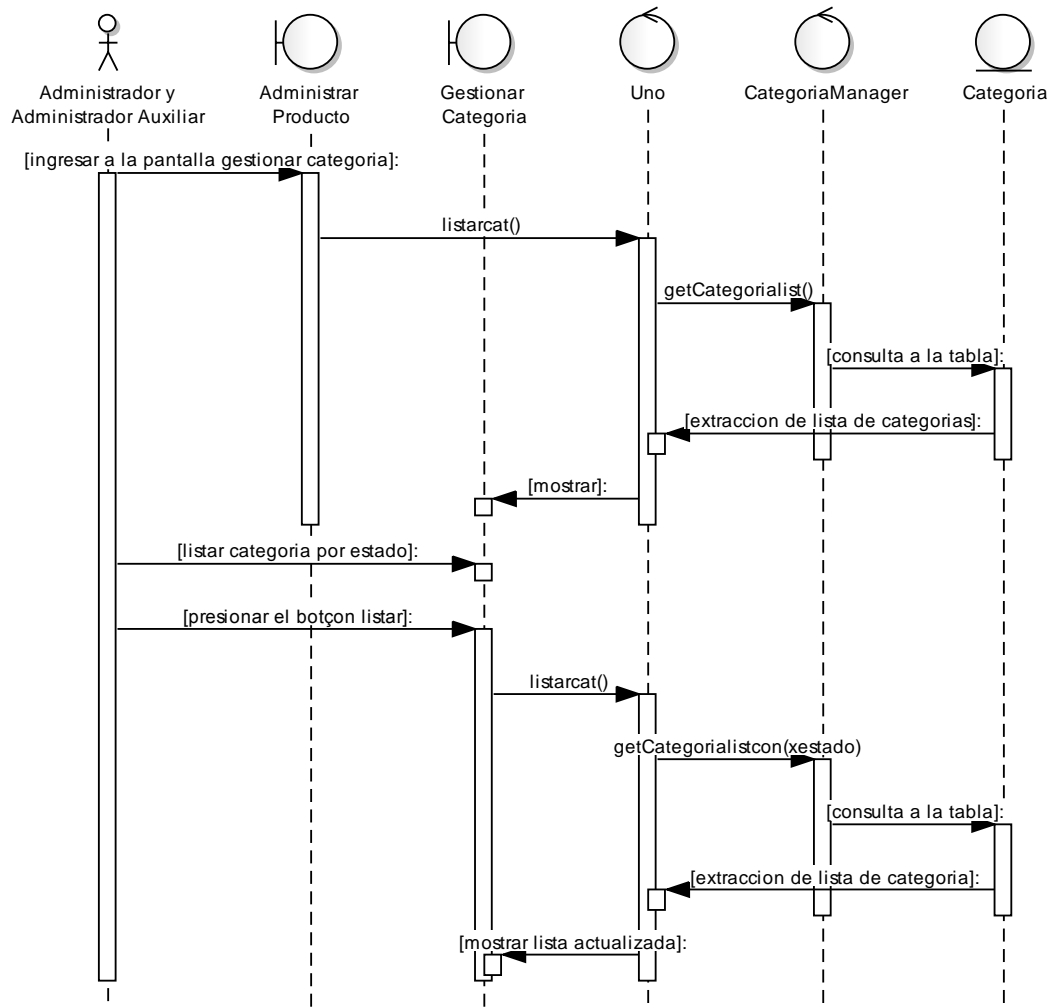 Administrador y
Administrador Auxiliar
Administrar
Producto
Gestionar
Categoria
Uno
CategoriaManager
Categoria
[ingresar a la pantalla gestionar categoria]:
listarcat()
getCategorialist()
[consulta a la tabla]:
[extraccion de lista de categorias]:
[mostrar]:
[listar categoria por estado]:
[presionar el botçon listar]:
listarcat()
getCategorialistcon(xestado)
[consulta a la tabla]:
[extraccion de lista de categoria]:
[mostrar lista actualizada]: